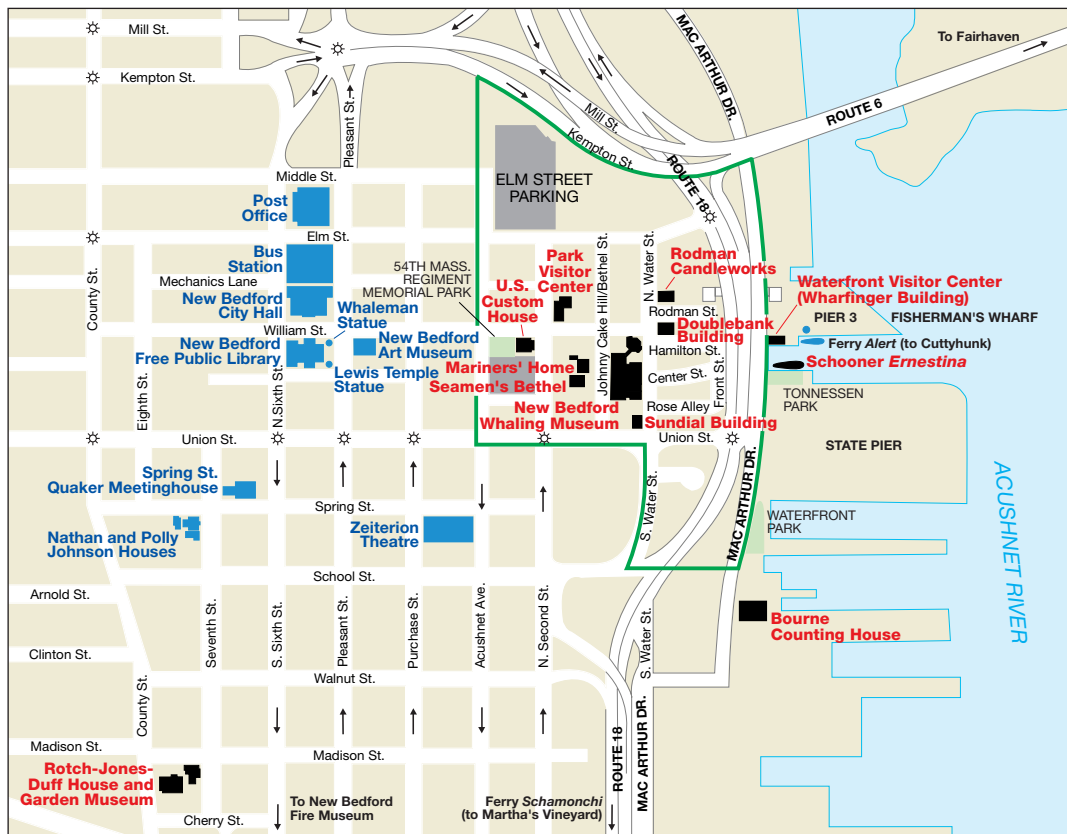 Mill St.
Kempton St.
Pleasant St.
MAC ARTHUR DR.
To Fairhaven
ROUTE 6
Mill St.
Kempton St.
ROUTE 18
Middle St.
Post
Office
ELM STREET
PARKING
Elm St.
Bus
Station
Mechanics Lane
New Bedford
City Hall
County St.
54TH MASS.
REGIMENT
MEMORIAL PARK
Park
Visitor
Center
U.S.
Custom
House
Johnny Cake Hill/Bethel St.
N. Water St.
Rodman
Candleworks
Rodman St.
Doublebank
Building
Waterfront Visitor Center
(Wharfinger Building)
PIER 3
FISHERMAN'S WHARF
Ferry Alert (to Cuttyhunk)
Schooner Ernestina
Whaleman
Statue
William St.
New Bedford
Free Public Library
New Bedford
Art Museum
Lewis Temple
Statue
Mariners' Home
Seamen's Bethel
Hamilton St.
Center St.
Front St.
TONNESSEN
PARK
New Bedford
Whaling Museum
Rose Alley
Sundial Building
Eighth St.
N.Sixth St.
Union St.
Union St.
STATE PIER
ACUSHNET RIVER
Spring St.
Quaker Meetinghouse
Spring St.
S. Water St.
MAC ARTHUR DR.
WATERFRONT
PARK
Nathan and Polly
Johnson Houses
Zeiterion
Theatre
School St.
Arnold St.
Seventh St.
S. Sixth St.
Pleasant St.
Purchase St.
Acushnet Ave.
N. Second St.
S. Water St.
Bourne
Counting House
Clinton St.
Walnut St.
County St.
Madison St.
Madison St.
ROUTE 18
MAC ARTHUR DR.
Rotch-Jones-
Duff House and
Garden Museum
Cherry St.
To New Bedford
Fire Museum
Ferry Schamonchi
(to Martha's Vineyard)